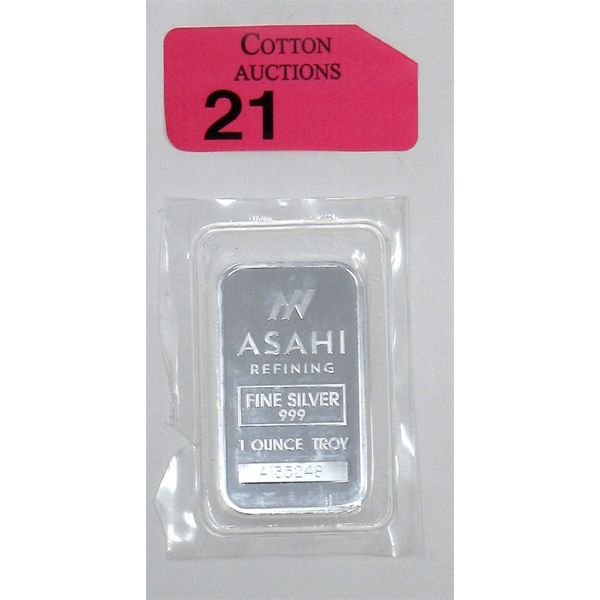 COTTON
AUCTIONS
21
ASAHI
REFINING
FINE SILVER
999
1 OUNCE TROY